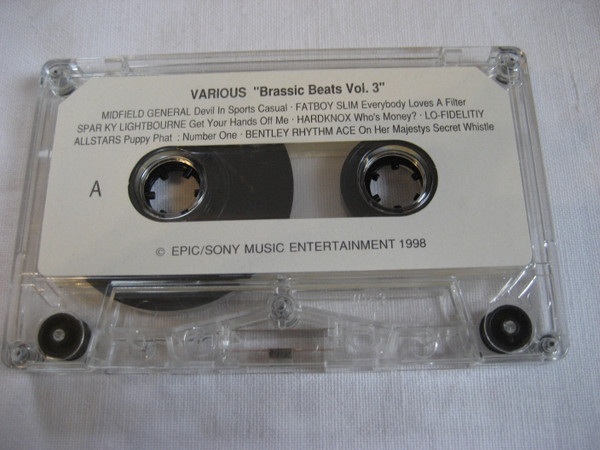 VARIOUS "Brassic Beats Vol. 3"
MIDFIELD GENERAL Devil In Sports Casual · FATBOY SLIM Everybody Loves A Filter
SPAR KY LIGHTBOURNE Get Your Hands Off Me · HARDKNOX Who's Money? · LO-FIDELITIY
ALLSTARS Puppy Phat : Number One · BENTLEY RHYTHM ACE On Her Majestys Secret Whistle
A
© EPIC/SONY MUSIC ENTERTAINMENT 1998